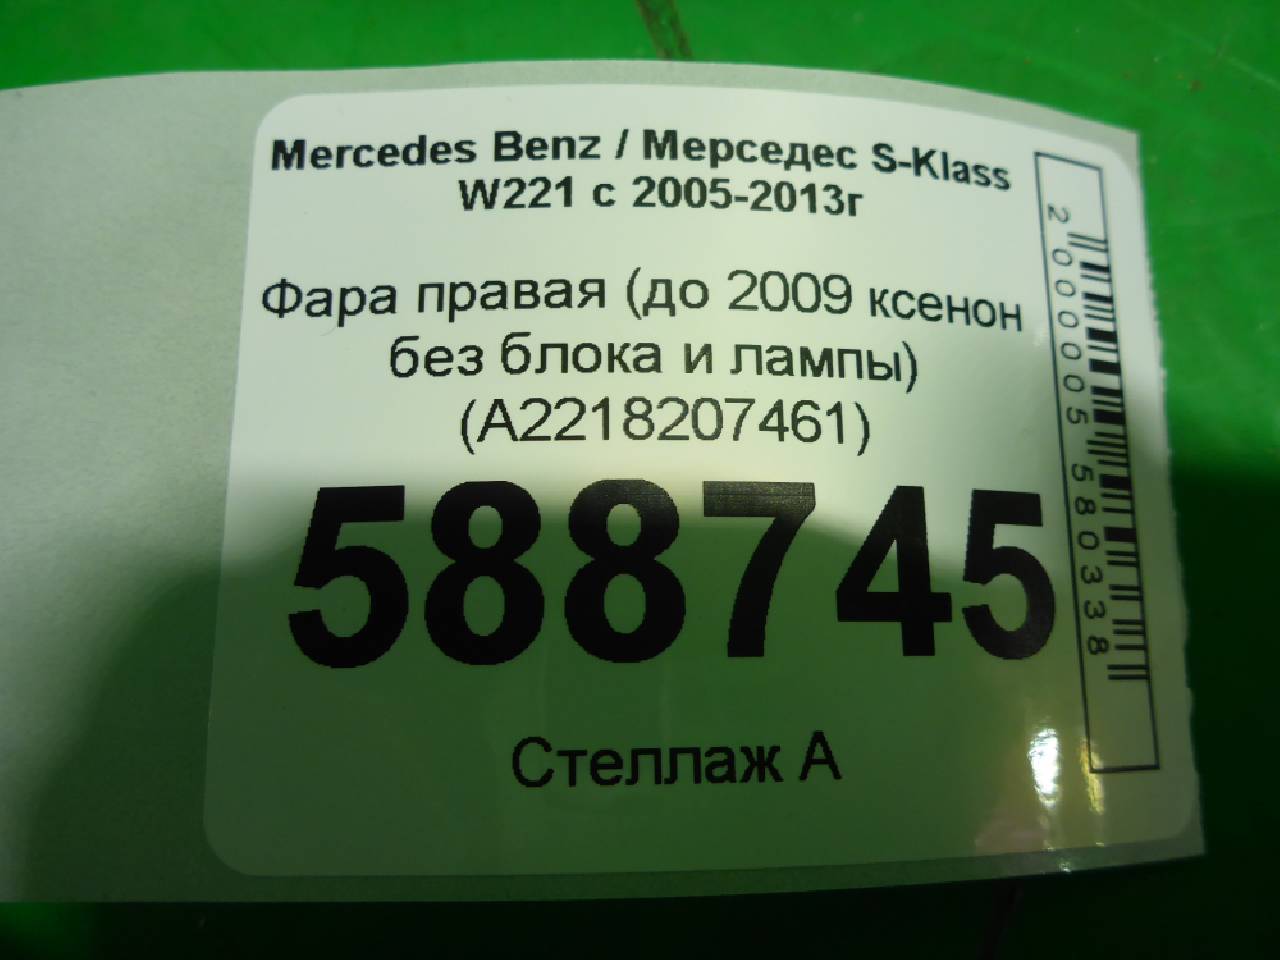 Mercedes Benz / Мерседес S-Klass
W221 с 2005-2013г
Фара правая (до 2009 ксенон
без блока и лампы)
(A2218207461)
588745
Стеллаж А
2000005580338